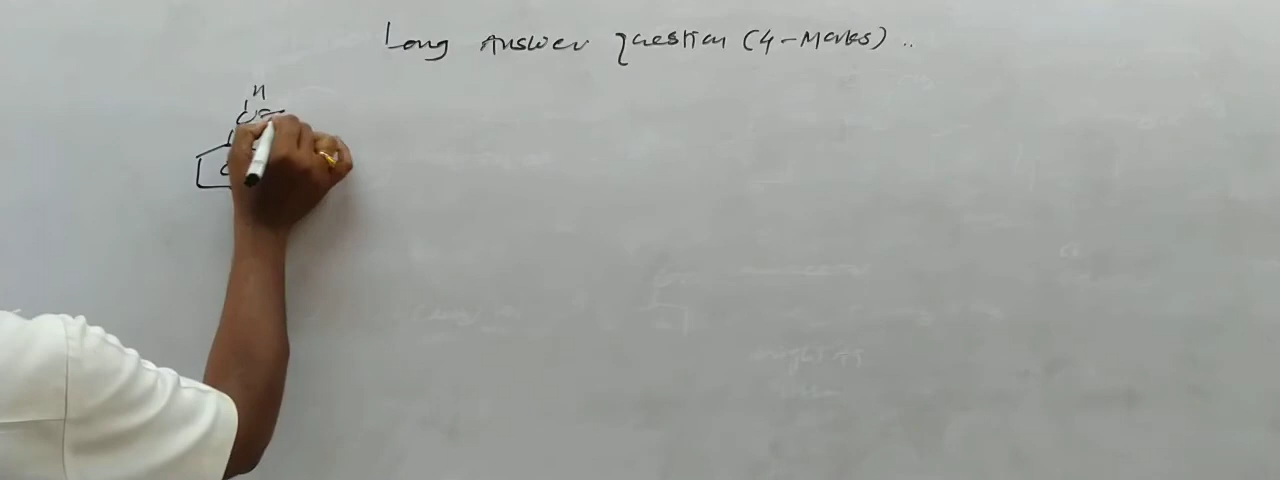 Long Answer question (4-Marks) ..
H
C=